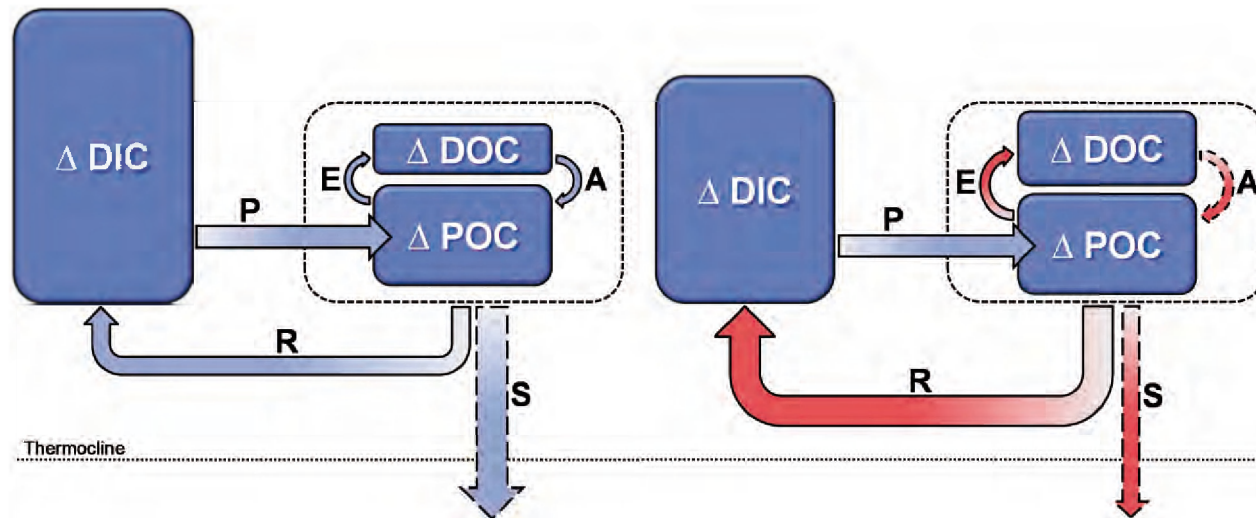 Δ DIC
P
E
Δ DOC
A
Δ POC
R
S
Δ DIC
P
E
Δ DOC
A
Δ POC
R
S
Thermocline